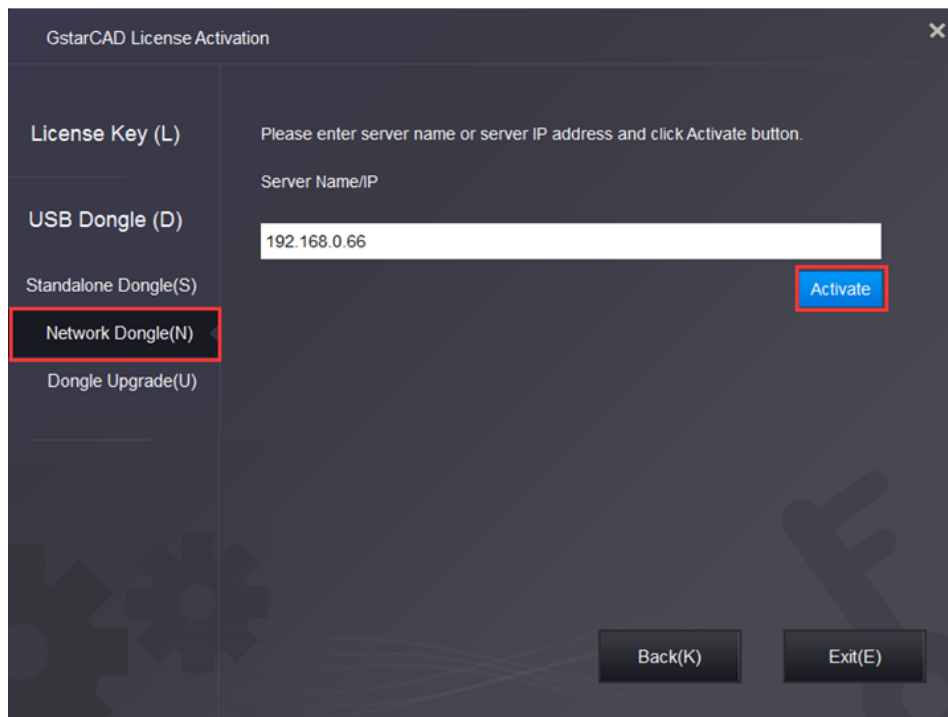 GstarCAD License Activation
License Key (L)
Please enter server name or server IP address and click Activate button.
Server Name/IP
USB Dongle (D)
192.168.0.66
Standalone Dongle(S)
Activate
Network Dongle(N)
Dongle Upgrade(U)
Back(K)
Exit(E)